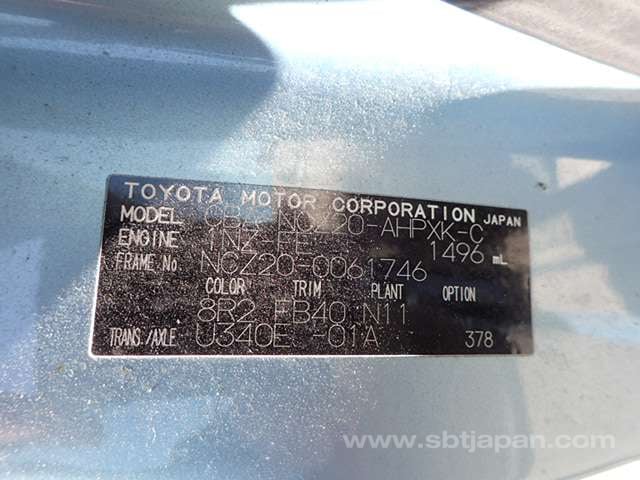 TOYOTA MOTOR CORPORATION JAPAN
MODEL CBA-NCZ20-AHPXK-C
ENGINE 1NZ-FE 1496 mL
FRAME No NCZ20-0061746
COLOR TRIM PLANT OPTION
8R2 FB40 N11
TRANS./AXLE U340E -01A 378
www.sbtjapan.com